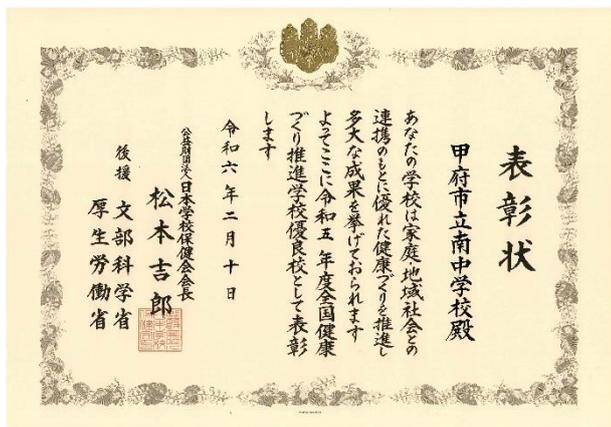 表彰状
甲府市立南中学校殿
あなたの学校は家庭・地域社会との
連携のもとに優れた健康づくりを推進し
多大な成果を挙げておられます
よってここに令和五年度全国健康
づくり推進学校優良校として表彰
します
令和六年二月十日
公益財団法人日本学校保健会会長
松本吉郎
後援 文部科学省
厚生労働省